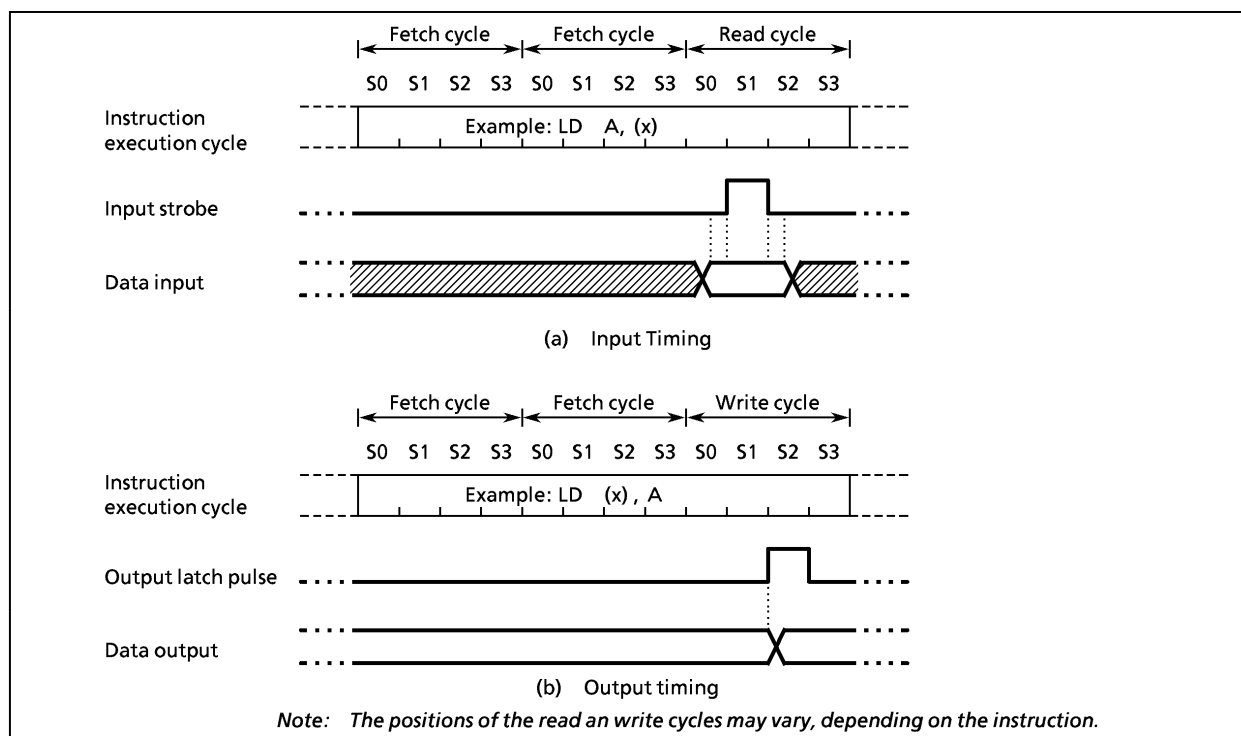 Fetch cycle Fetch cycle Read cycle
S0 S1 S2 S3 S0 S1 S2 S3 S0 S1 S2 S3
Instruction
execution cycle
Example: LD A, (x)
Input strobe
Data input
(a) Input Timing
Fetch cycle Fetch cycle Write cycle
S0 S1 S2 S3 S0 S1 S2 S3 S0 S1 S2 S3
Instruction
execution cycle
Example: LD (x) , A
Output latch pulse
Data output
(b) Output timing
Note: The positions of the read an write cycles may vary, depending on the instruction.